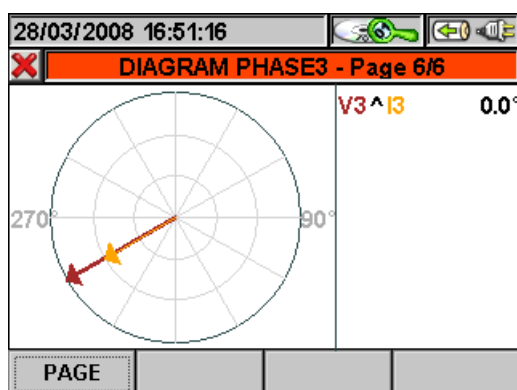 28/03/2008 16:51:16
DIAGRAM PHASE3 - Page 6/6
V3^I3 0.0°
270° 90°
PAGE